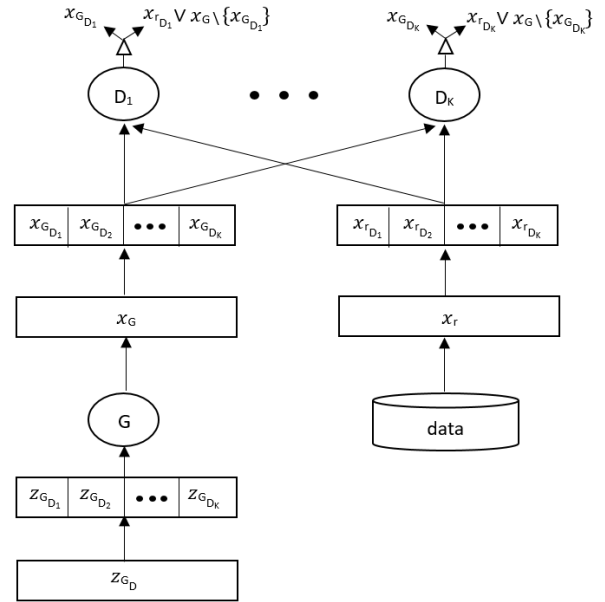 x_{G_{D_1}} x_{r_{D_1}} ∨ x_G \ {x_{G_{D_1}}} x_{G_{D_K}} x_{r_{D_K}} ∨ x_G \ {x_{G_{D_K}}}
D_1 • • • D_K
x_{G_{D_1}} x_{G_{D_2}} ••• x_{G_{D_K}} x_{r_{D_1}} x_{r_{D_2}} ••• x_{r_{D_K}}
x_G x_r
G data
z_{G_{D_1}} z_{G_{D_2}} ••• z_{G_{D_K}}
z_{G_D}